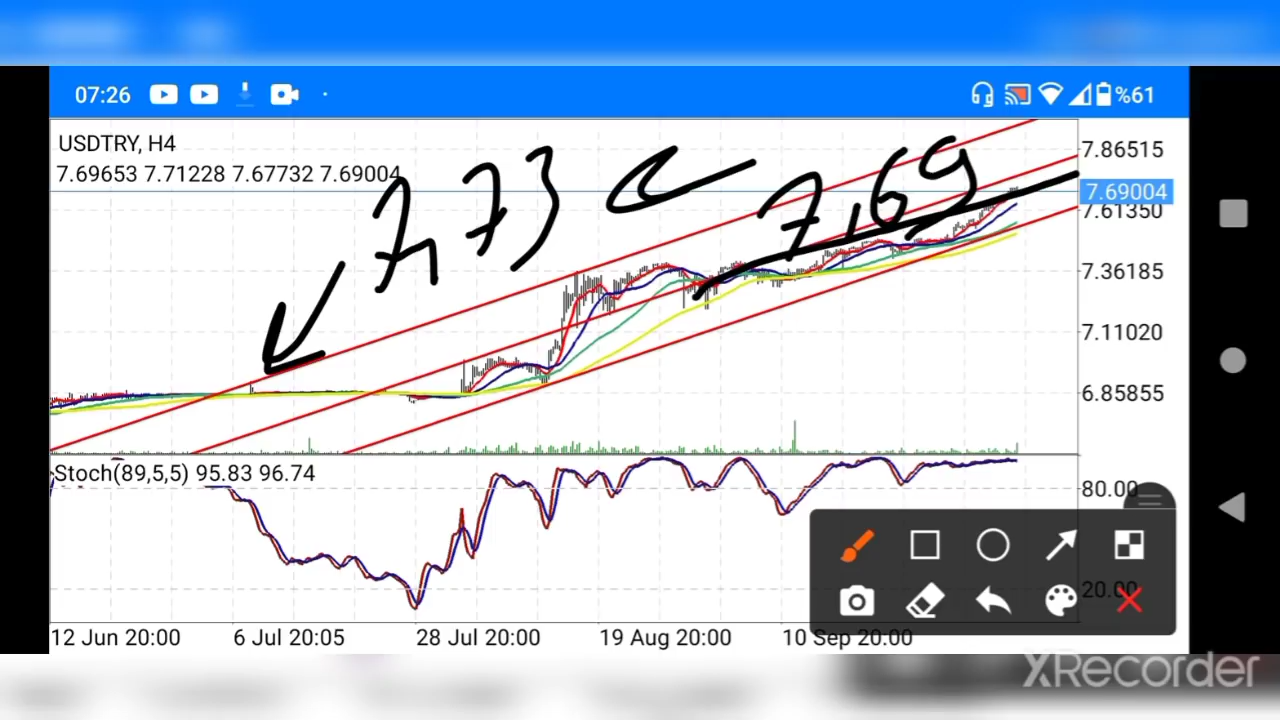 07:26 %61
USDTRY, H4
7.69653 7.71228 7.67732 7.69004
7,73
7,69
7.86515
7.69004
7.61350
7.36185
7.11020
6.85855
Stoch(89,5,5) 95.83 96.74
80.00
20.00
12 Jun 20:00 6 Jul 20:05 28 Jul 20:00 19 Aug 20:00 10 Sep 20:00
XRecorder